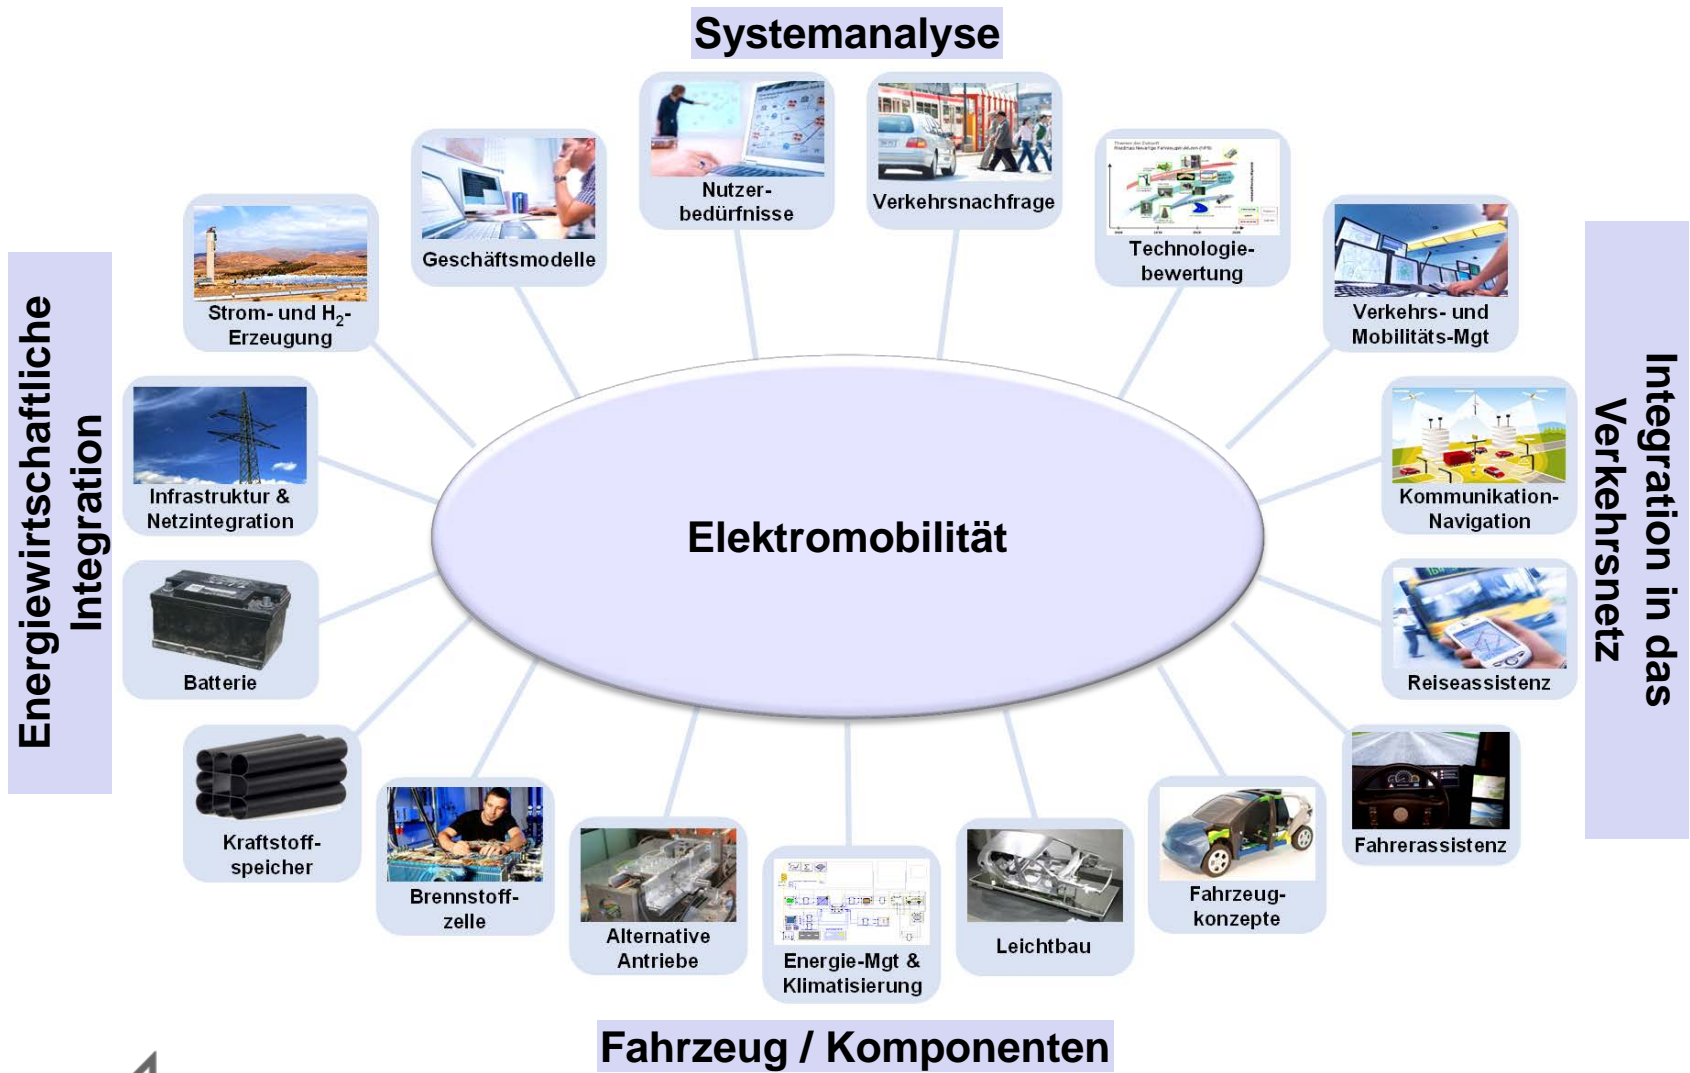 Systemanalyse
Nutzer-
bedürfnisse
Verkehrsnachfrage
Geschäftsmodelle
Technologie-
bewertung
Strom- und H₂-
Erzeugung
Verkehrs- und
Mobilitäts-Mgt
Energiewirtschaftliche
Integration
Integration in das
Verkehrsnetz
Infrastruktur &
Netzintegration
Kommunikation-
Navigation
Elektromobilität
Batterie
Reiseassistenz
Kraftstoff-
speicher
Fahrerassistenz
Brennstoff-
zelle
Fahrzeug-
konzepte
Alternative
Antriebe
Energie-Mgt &
Klimatisierung
Leichtbau
Fahrzeug / Komponenten